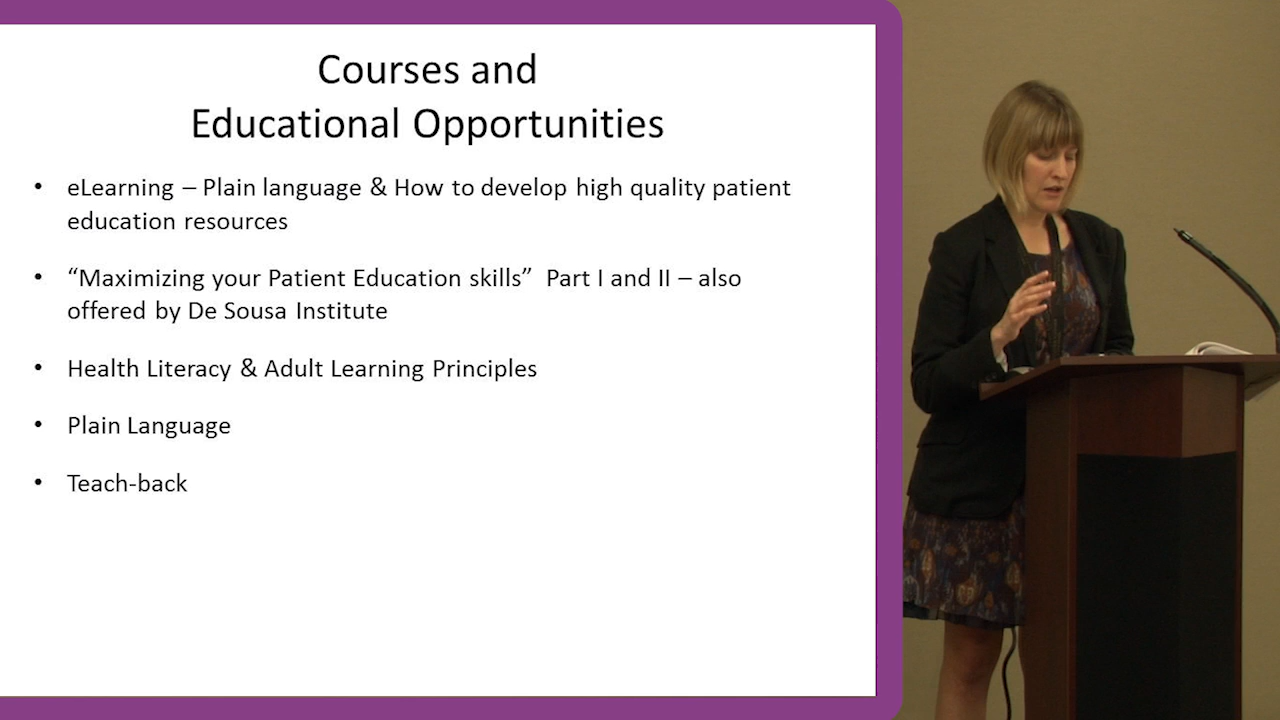 Courses and
Educational Opportunities
• eLearning – Plain language & How to develop high quality patient
education resources
• “Maximizing your Patient Education skills”  Part I and II – also
offered by De Sousa Institute
• Health Literacy & Adult Learning Principles
• Plain Language
• Teach-back